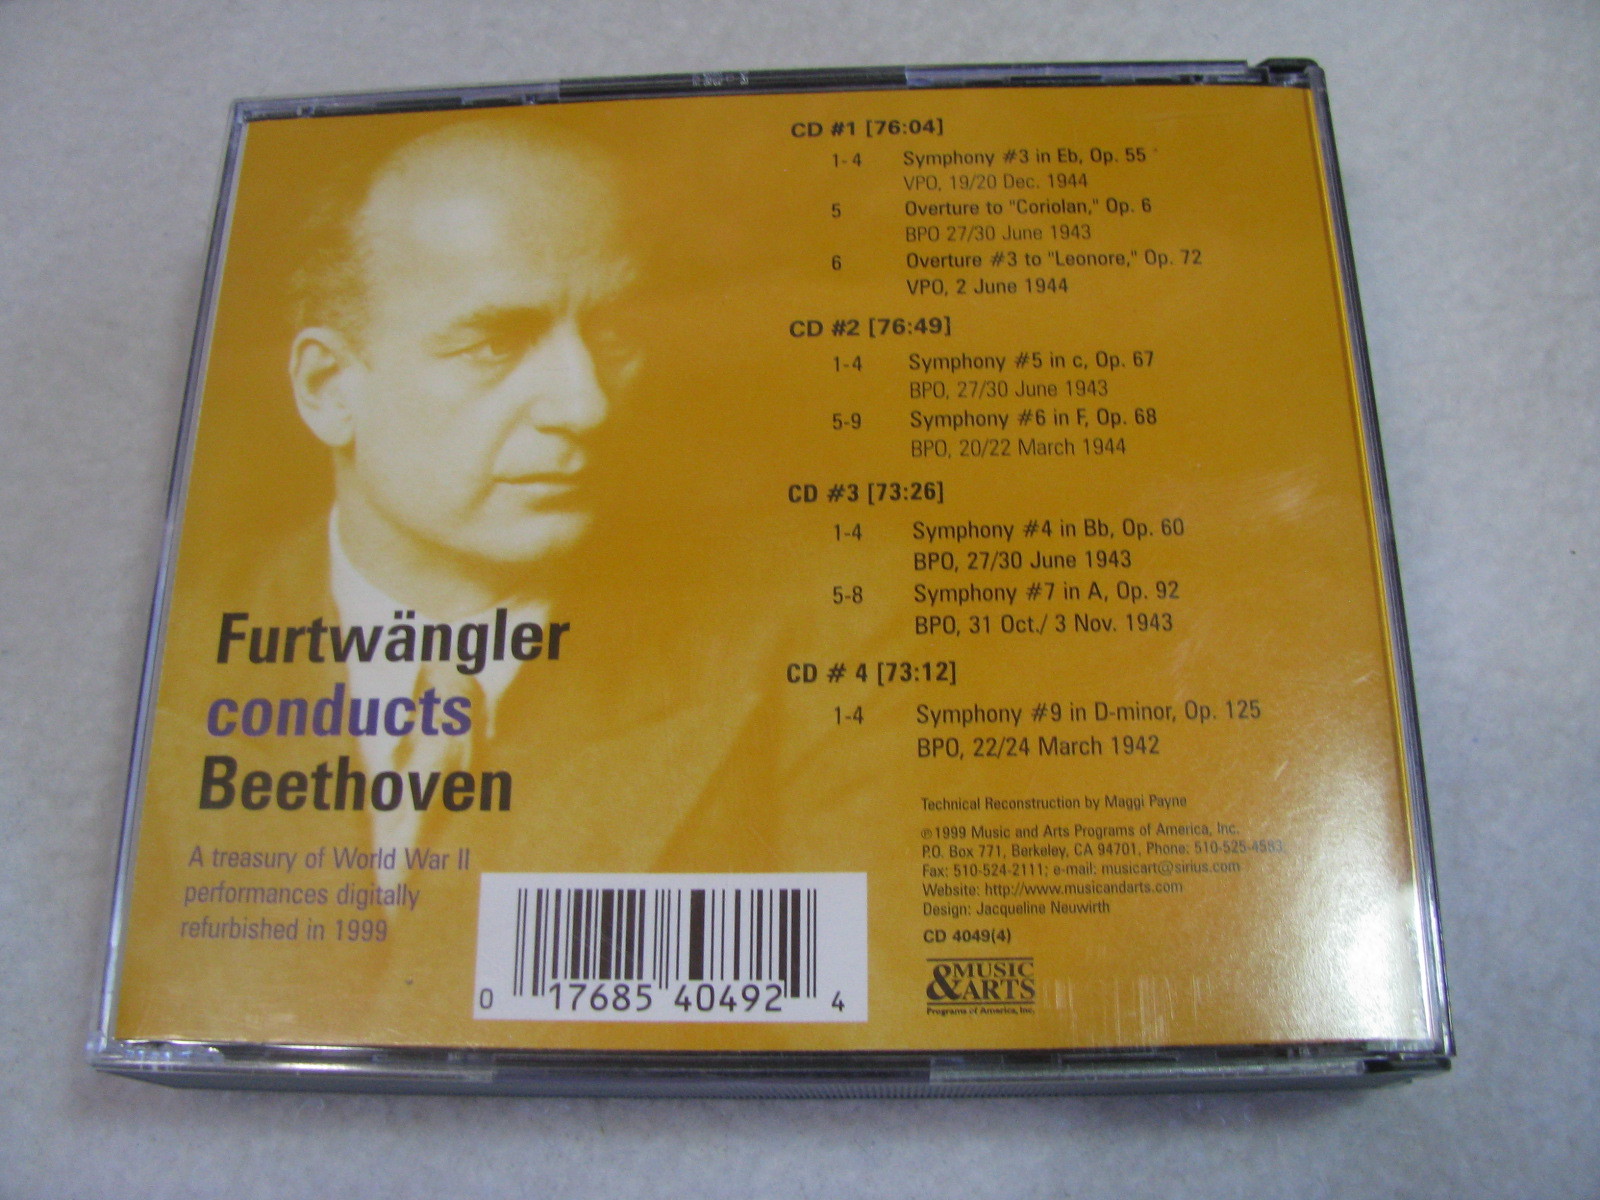 CD #1 [76:04]
1-4 Symphony #3 in Eb, Op. 55
VPO, 19/20 Dec. 1944
5 Overture to "Coriolan," Op. 6
BPO 27/30 June 1943
6 Overture #3 to "Leonore," Op. 72
VPO, 2 June 1944
CD #2 [76:49]
1-4 Symphony #5 in c, Op. 67
BPO, 27/30 June 1943
5-9 Symphony #6 in F, Op. 68
BPO, 20/22 March 1944
CD #3 [73:26]
1-4 Symphony #4 in Bb, Op. 60
BPO, 27/30 June 1943
5-8 Symphony #7 in A, Op. 92
BPO, 31 Oct./ 3 Nov. 1943
CD # 4 [73:12]
1-4 Symphony #9 in D-minor, Op. 125
BPO, 22/24 March 1942
Furtwängler
conducts
Beethoven
A treasury of World War II
performances digitally
refurbished in 1999
Technical Reconstruction by Maggi Payne
℗1999 Music and Arts Programs of America, Inc.
P.O. Box 771, Berkeley, CA 94701, Phone: 510-525-4583;
Fax: 510-524-2111; e-mail: musicart@sirius.com
Website: http://www.musicandarts.com
Design: Jacqueline Neuwirth
CD 4049(4)
MUSIC
&ARTS
Programs of America, Inc.
0 17685 40492 4